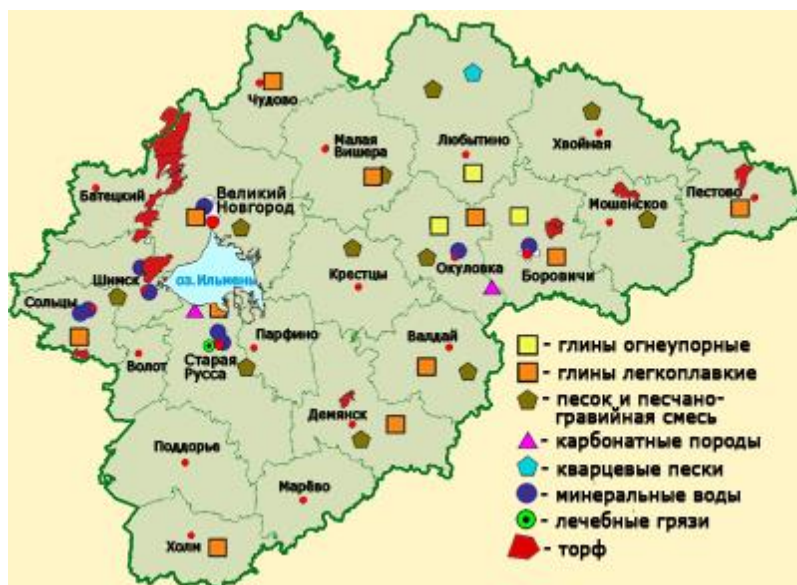 Чудово
Малая
Вишера
Любытино
Хвойная
Батецкий
Великий
Новгород
Мошенское
Пестово
Шимск
оз. Ильмень
Крестцы
Окуловка
Боровичи
Сольцы
Волот
Старая
Русса
Парфино
Валдай
Демянск
Поддорье
Марёво
Холм
- глины огнеупорные
- глины легкоплавкие
- песок и песчано-
гравийная смесь
- карбонатные породы
- кварцевые пески
- минеральные воды
- лечебные грязи
- торф